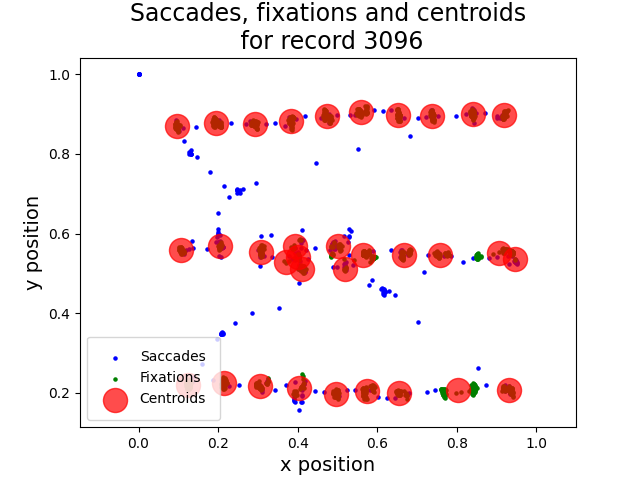 Saccades, fixations and centroids
for record 3096
1.0
0.8
0.6
0.4
0.2
y position
Saccades
Fixations
Centroids
0.0 0.2 0.4 0.6 0.8 1.0
x position